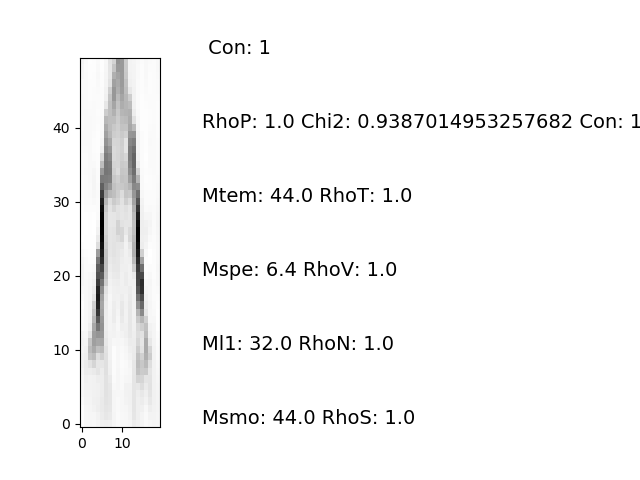 Con: 1
RhoP: 1.0 Chi2: 0.9387014953257682 Con: 1
Mtem: 44.0 RhoT: 1.0
Mspe: 6.4 RhoV: 1.0
Ml1: 32.0 RhoN: 1.0
Msmo: 44.0 RhoS: 1.0
40
30
20
10
0
0 10